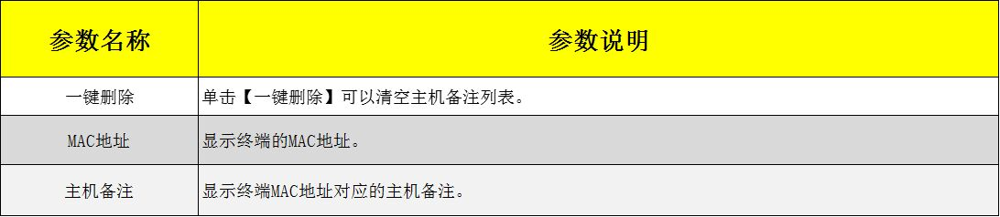 参数名称
参数说明
一键删除
单击【一键删除】可以清空主机备注列表。
MAC地址
显示终端的MAC地址。
主机备注
显示终端MAC地址对应的主机备注。